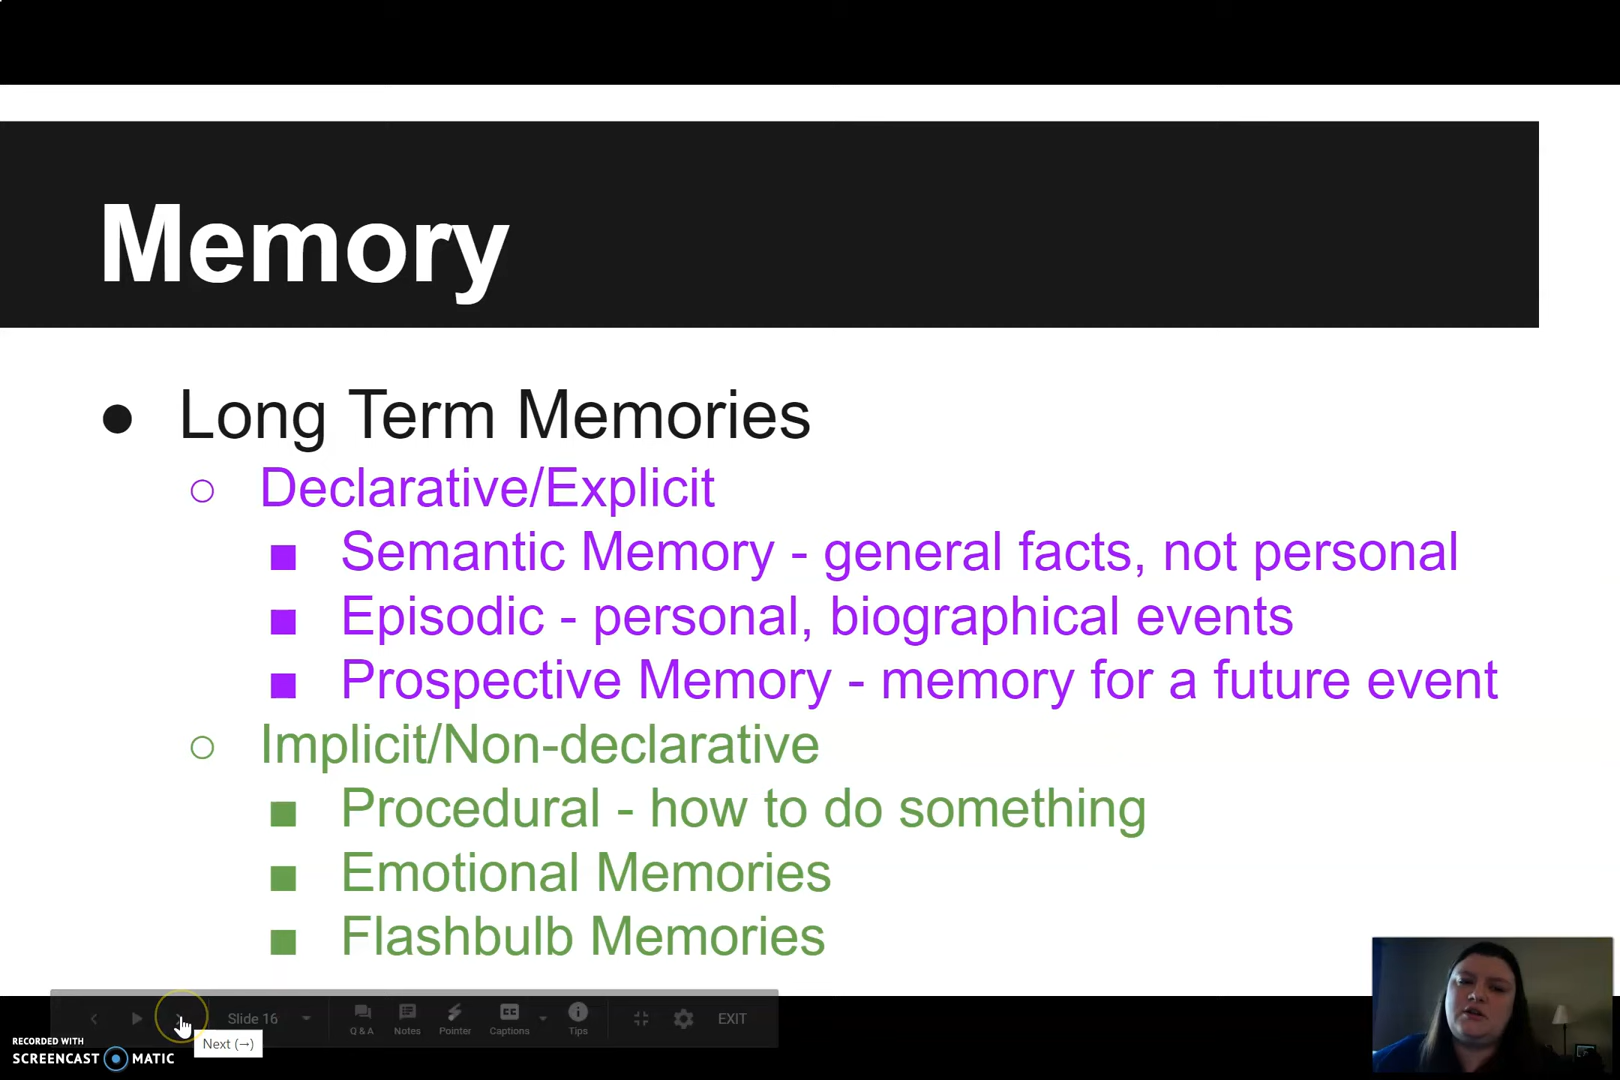 Memory
● Long Term Memories
○ Declarative/Explicit
■ Semantic Memory - general facts, not personal
■ Episodic - personal, biographical events
■ Prospective Memory - memory for a future event
○ Implicit/Non-declarative
■ Procedural - how to do something
■ Emotional Memories
■ Flashbulb Memories
Slide 16
Q & A
Notes
Pointer
Captions
Tips
EXIT
Next (→)
RECORDED WITH
SCREENCAST MATIC